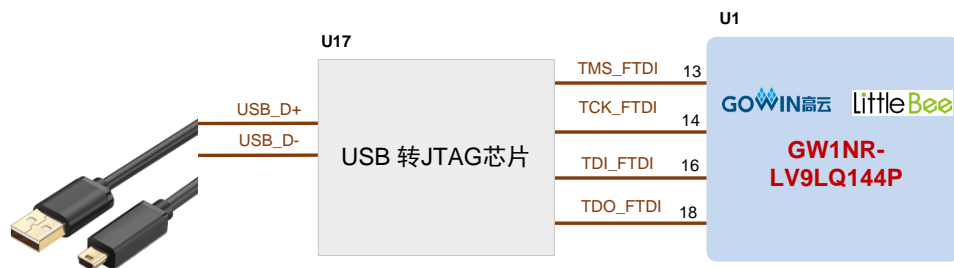 U1
U17
TMS_FTDI 13
GOWIN高云 LittleBee
USB_D+
TCK_FTDI 14
USB_D-
USB 转JTAG芯片
GW1NR-
LV9LQ144P
TDI_FTDI 16
TDO_FTDI 18